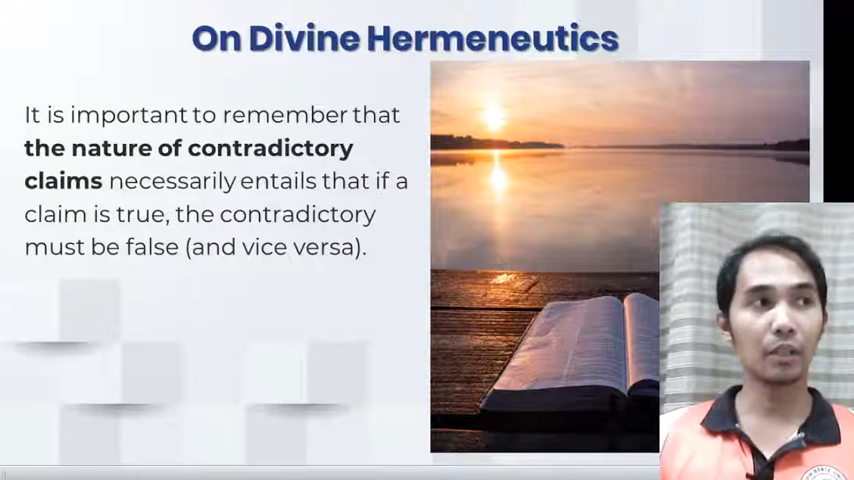 On Divine Hermeneutics
It is important to remember that
the nature of contradictory
claims necessarily entails that if a
claim is true, the contradictory
must be false (and vice versa).